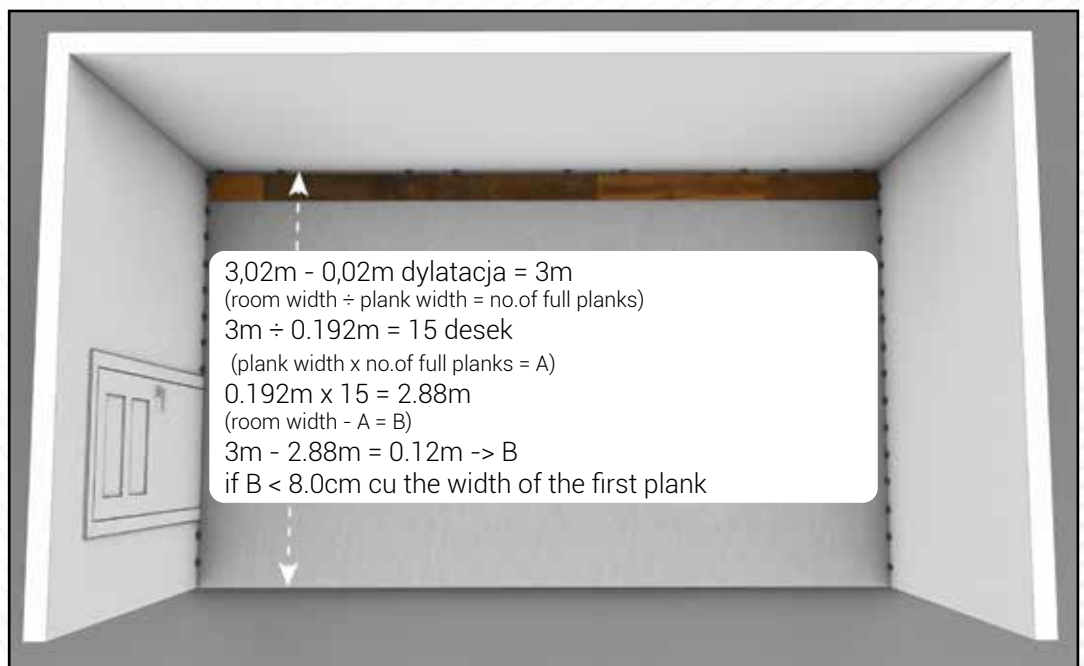 3,02m - 0,02m dylatacja = 3m
(room width ÷ plank width = no.of full planks)
3m ÷ 0.192m = 15 desek
(plank width x no.of full planks = A)
0.192m x 15 = 2.88m
(room width - A = B)
3m - 2.88m = 0.12m -> B
if B < 8.0cm cu the width of the first plank